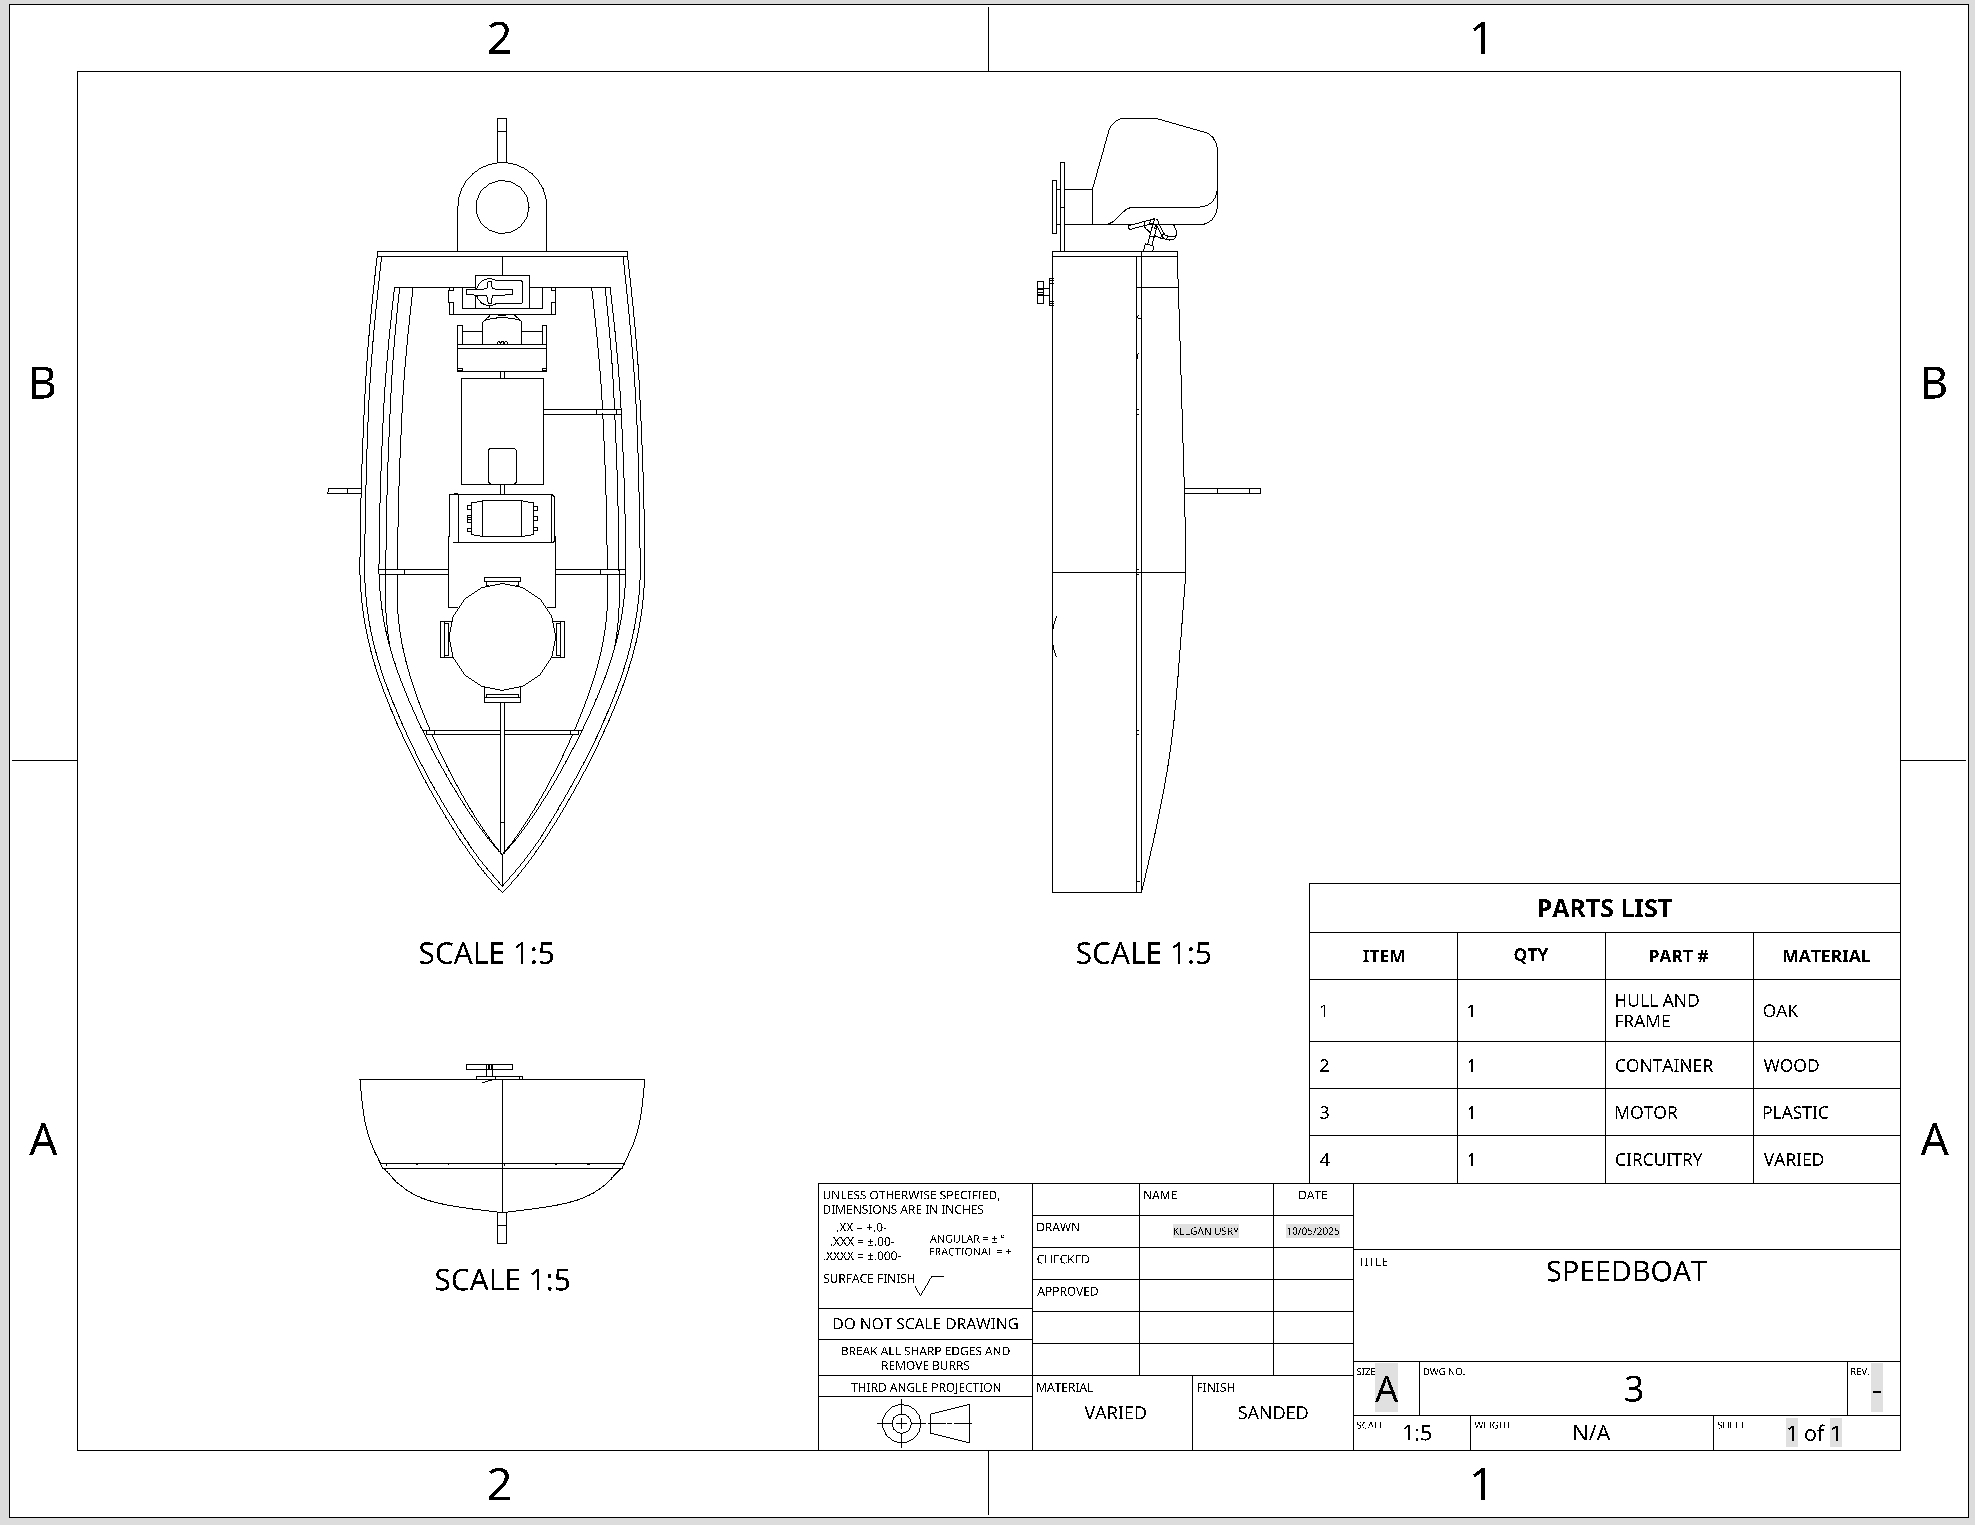 2 1
B B
SCALE 1:5 SCALE 1:5
PARTS LIST
ITEM QTY PART # MATERIAL
1 1 HULL AND FRAME OAK
2 1 CONTAINER WOOD
3 1 MOTOR PLASTIC
4 1 CIRCUITRY VARIED
A A
SCALE 1:5
UNLESS OTHERWISE SPECIFIED,
DIMENSIONS ARE IN INCHES
.XX = ±.0-
.XXX = ±.00-
.XXXX = ±.000-
ANGULAR = ± °
FRACTIONAL = ±
SURFACE FINISH
DO NOT SCALE DRAWING
BREAK ALL SHARP EDGES AND
REMOVE BURRS
THIRD ANGLE PROJECTION
NAME DATE
DRAWN 10/05/2025
CHECKED
APPROVED
MATERIAL FINISH
VARIED SANDED
TITLE
SPEEDBOAT
SIZE A DWG NO. 3 REV. -
SCALE 1:5 WEIGHT N/A SHEET 1 of 1
2 1